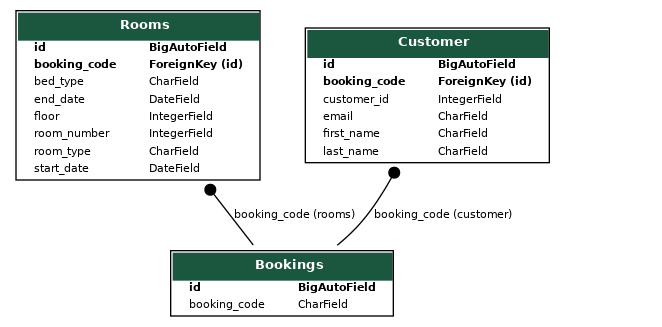 Rooms
id BigAutoField
booking_code ForeignKey (id)
bed_type CharField
end_date DateField
floor IntegerField
room_number IntegerField
room_type CharField
start_date DateField
Customer
id BigAutoField
booking_code ForeignKey (id)
customer_id IntegerField
email CharField
first_name CharField
last_name CharField
booking_code (rooms)
booking_code (customer)
Bookings
id BigAutoField
booking_code CharField